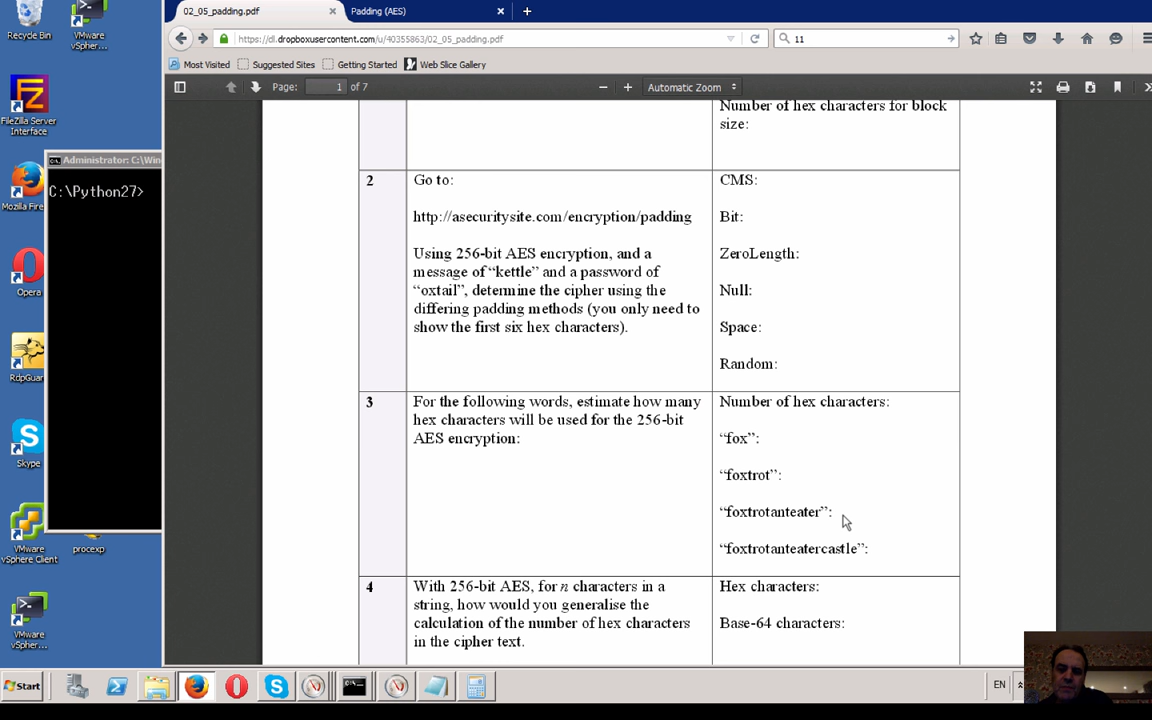 02_05_padding.pdf
Padding (AES)
https://dl.dropboxusercontent.com/u/40355863/02_05_padding.pdf
11
Most Visited
Suggested Sites
Getting Started
Web Slice Gallery
Page:
1
of 7
Automatic Zoom
Recycle Bin
VMware
vSpher...
FileZilla Server
Interface
Mozilla Fire
Opera
RdpGuar
Skype
VMware
vSphere Client
procexp
VMware
vSpher...
Administrator: C:\Win
C:\Python27>
Number of hex characters for block
size:
2
Go to:
http://asecuritysite.com/encryption/padding
Using 256-bit AES encryption, and a
message of “kettle” and a password of
“oxtail”, determine the cipher using the
differing padding methods (you only need to
show the first six hex characters).
CMS:
Bit:
ZeroLength:
Null:
Space:
Random:
3
For the following words, estimate how many
hex characters will be used for the 256-bit
AES encryption:
Number of hex characters:
“fox”:
“foxtrot”:
“foxtrotanteater”:
“foxtrotanteatercastle”:
4
With 256-bit AES, for n characters in a
string, how would you generalise the
calculation of the number of hex characters
in the cipher text.
Hex characters:
Base-64 characters:
Start
EN